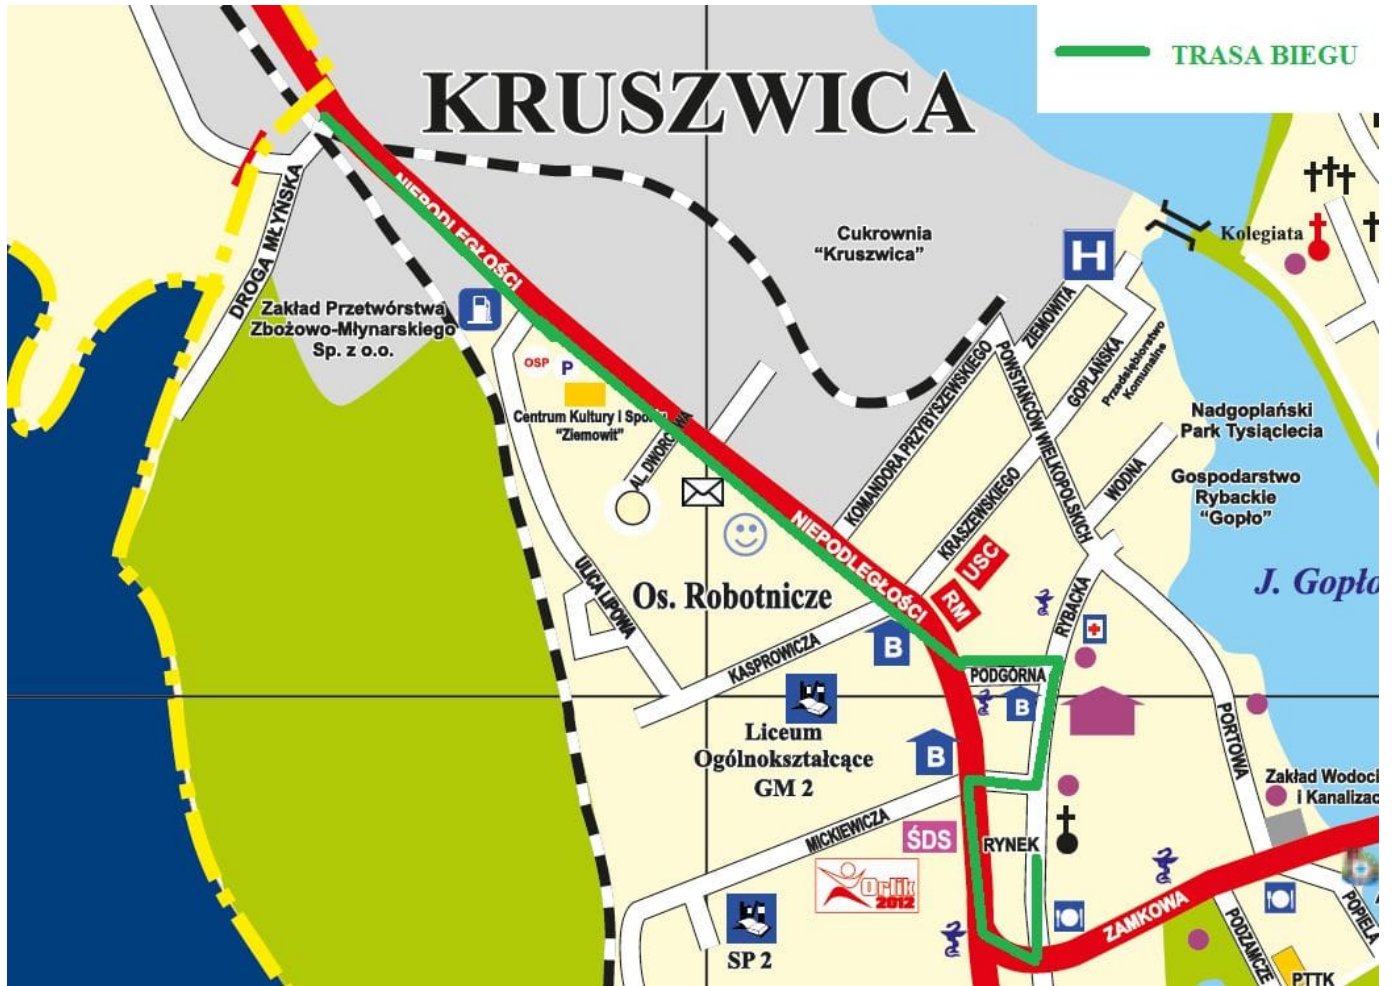 TRASA BIEGU
KRUSZWICA
NIEPODLEGŁOŚCI
DROGA MŁYŃSKA
Cukrownia
“Kruszwica”
H
Kolegiata
Zakład Przetwórstwa
Zbożowo-Młynarskiego
Sp. z o.o.
ZIEMOWITA
OSP
P
KOMANDORA PRZYBYSZEWSKIEGO
POWSTAŃCÓW WIELKOPOLSKICH
GOPLAŃSKA
Przedsiębiorstwo
Komunalne
Centrum Kultury I Sportu
“Ziemowit”
AL. DWORCOWA
Nadgoplański
Park Tysiąclecia
WODNA
Gospodarstwo
Rybackie
“Gopło”
KRASZEWSKIEGO
NIEPODLEGŁOŚCI
USC
RM
J. Gopło
ULICA LIPOWA
Os. Robotnicze
RYBACKA
KASPROWICZA
B
PODGÓRNA
B
Liceum
Ogólnokształcące
GM 2
B
PORTOWA
Zakład Wodoci
i Kanalizac
MICKIEWICZA
ŚDS
RYNEK
Orlik
2012
ZAMKOWA
PODZAMCZE
POPIELA
SP 2
PTTK